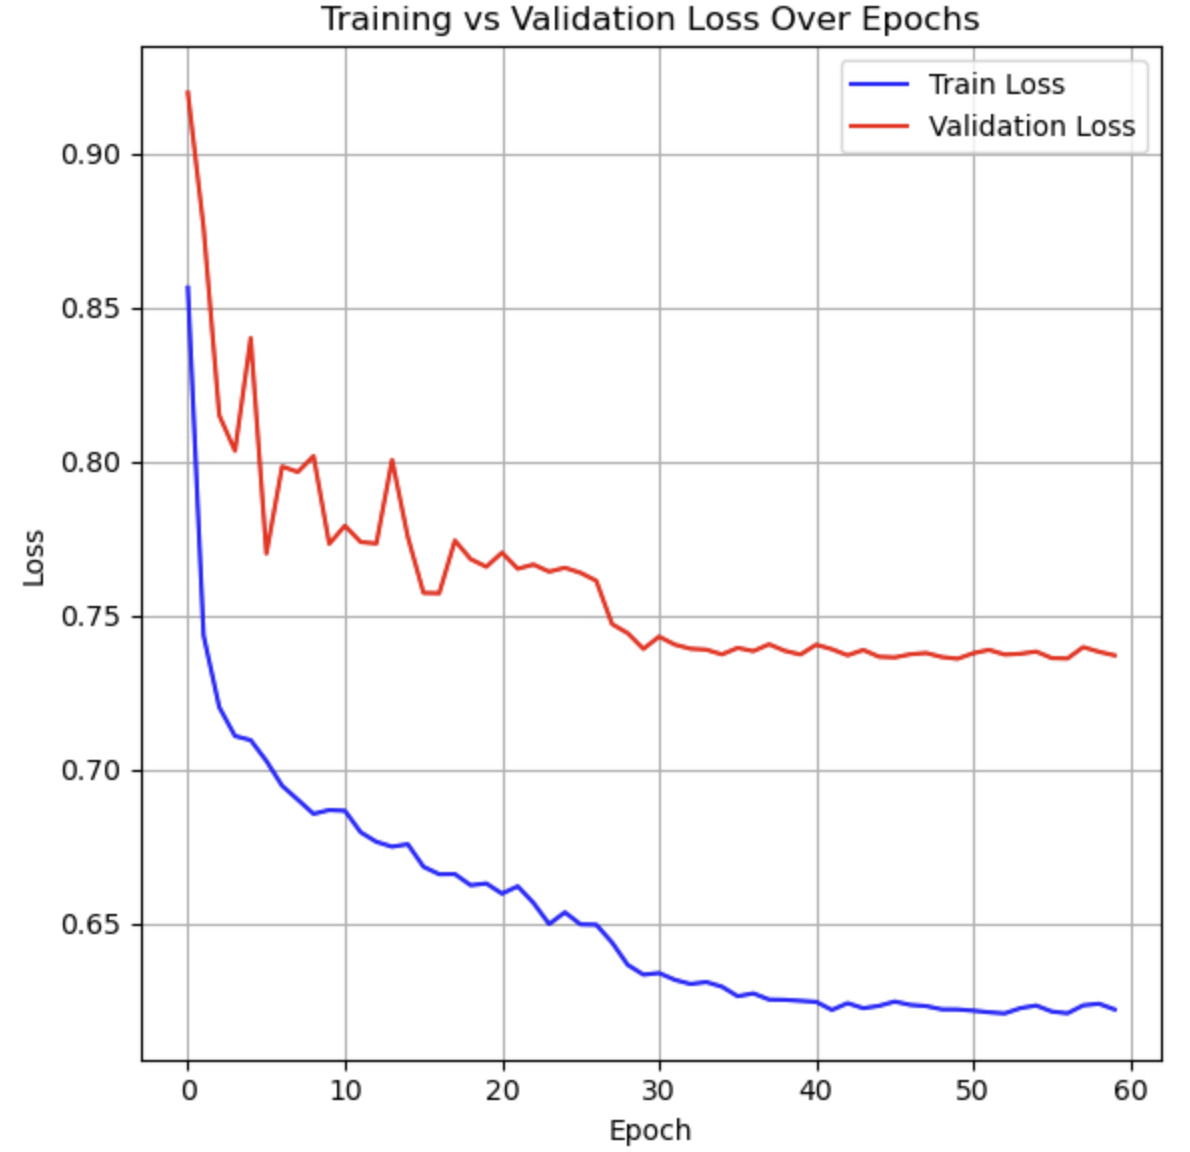 Training vs Validation Loss Over Epochs
Train Loss
Validation Loss
0.90
0.85
0.80
0.75
0.70
0.65
Loss
0 10 20 30 40 50 60
Epoch